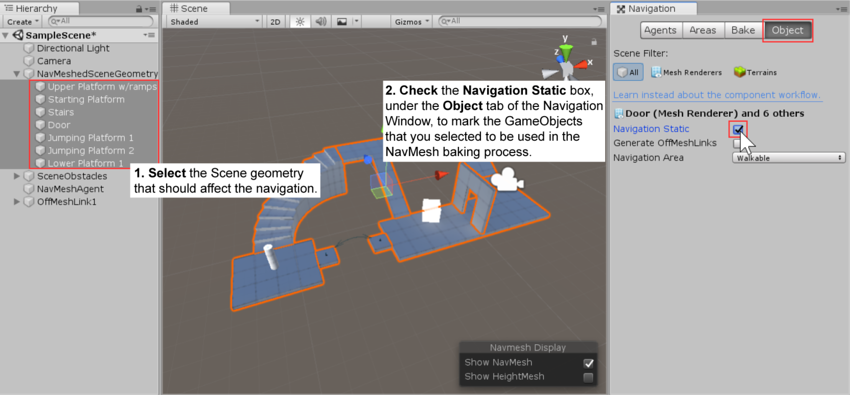 Hierarchy
Create
All
SampleScene*
Directional Light
Camera
NavMeshedSceneGeometry
Upper Platform w/ramps
Starting Platform
Stairs
Door
Jumping Platform 1
Jumping Platform 2
Lower Platform 1
SceneObstacles
NavMeshAgent
OffMeshLink1
1. Select the Scene geometry
that should affect the navigation.
Scene
Shaded
2D
Gizmos
All
y
x
2. Check the Navigation Static box,
under the Object tab of the Navigation
Window, to mark the GameObjects
that you selected to be used in the
NavMesh baking process.
Navmesh Display
Show NavMesh
Show HeightMesh
Navigation
Agents Areas Bake Object
Scene Filter:
All Mesh Renderers Terrains
Learn instead about the component workflow.
Door (Mesh Renderer) and 6 others
Navigation Static
Generate OffMeshLinks
Navigation Area Walkable